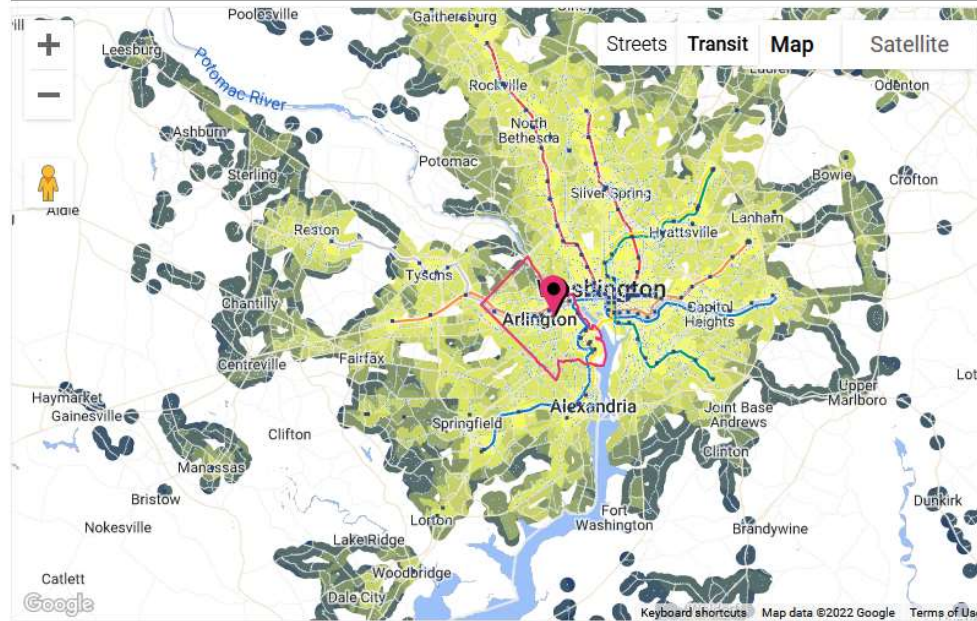 Poolesville
Gaithersburg
Leesburg
Streets
Transit
Map
Satellite
Potomac River
Rockville
Odenton
North
Bethesda
Ashburn
Potomac
Sterling
Silver Spring
Bowie
Crofton
Aldie
Reston
Hyattsville
Lanham
Tysons
Washington
Chantilly
Arlington
Capitol
Heights
Fairfax
Centreville
Lot
Haymarket
Gainesville
Upper
Marlboro
Alexandria
Joint Base
Andrews
Springfield
Clifton
Clinton
Manassas
Bristow
Dunkirk
Nokesville
Lorton
Fort
Washington
Brandywine
Lake Ridge
Catlett
Woodbridge
Dale City
Google
Keyboard shortcuts
Map data ©2022 Google
Terms of Us